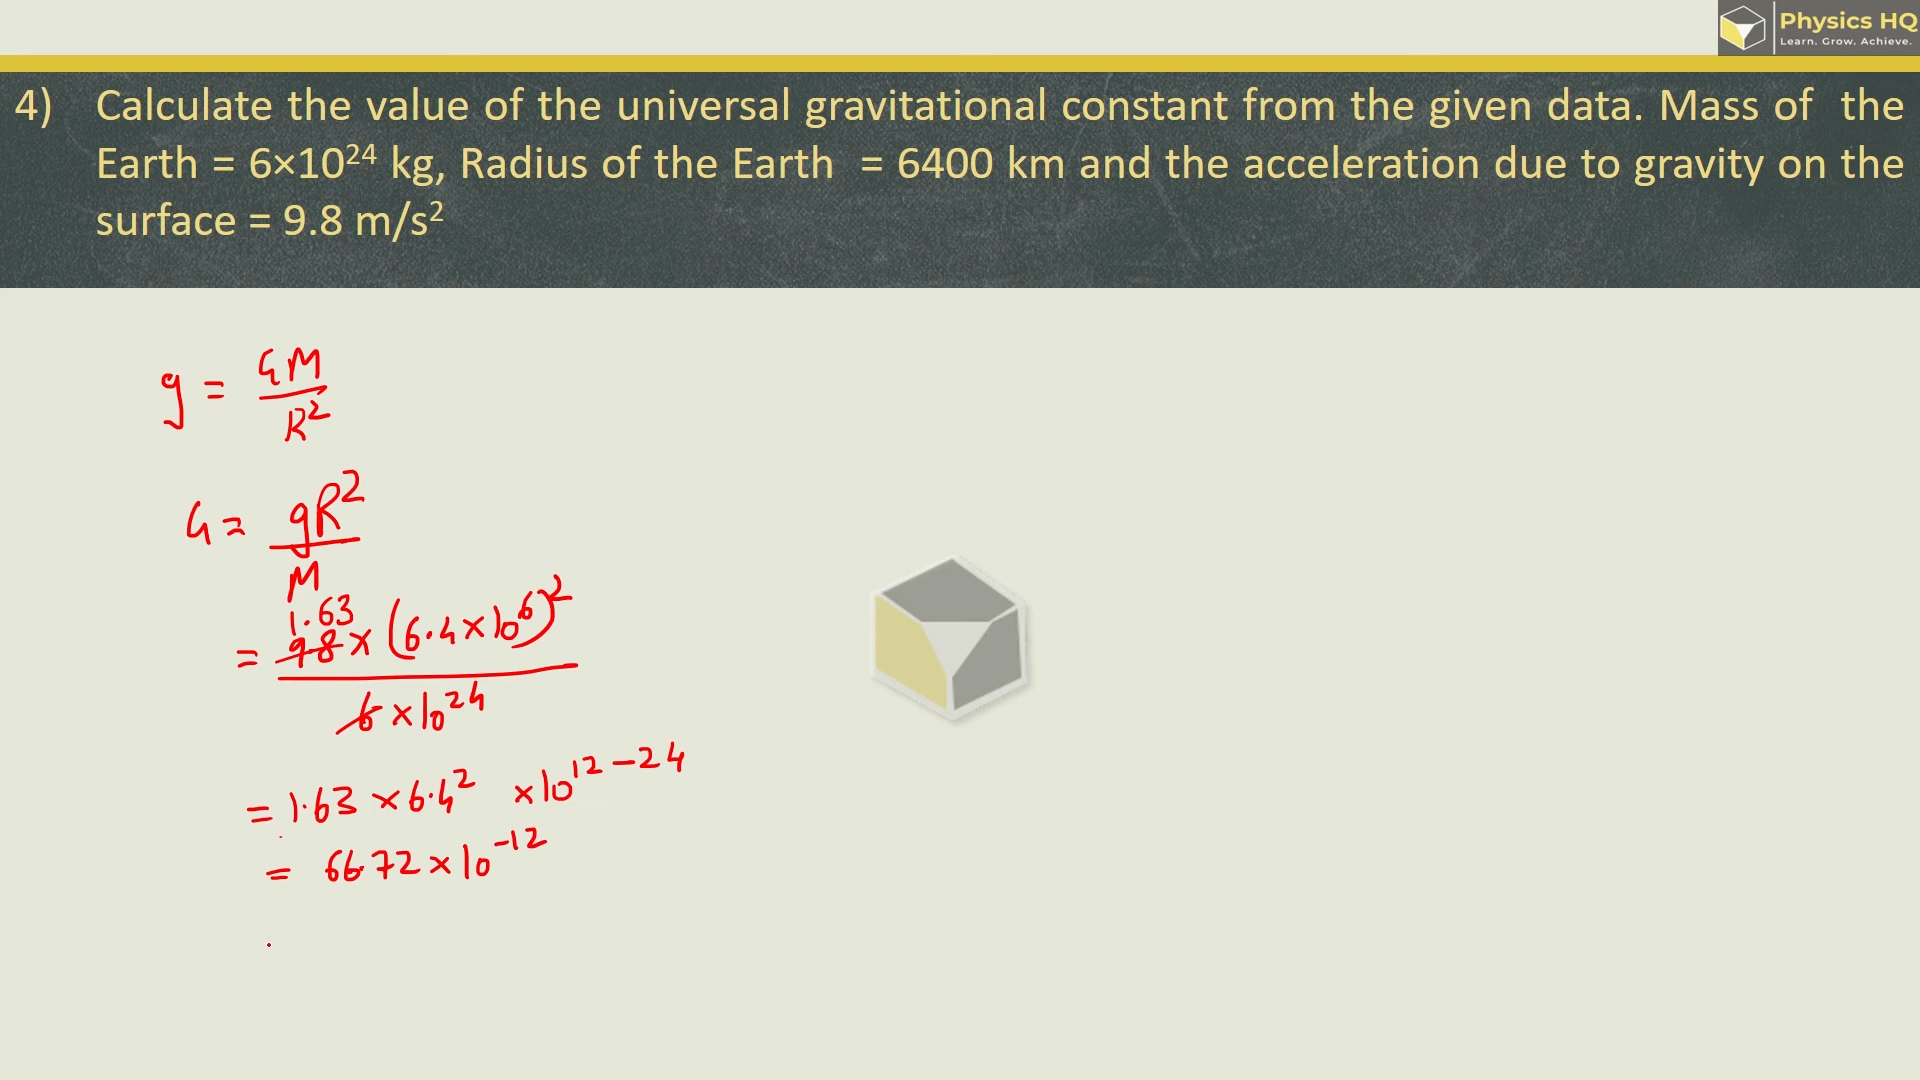 Physics HQ
Learn. Grow. Achieve.
4) Calculate the value of the universal gravitational constant from the given data. Mass of the
Earth = 6×10²⁴ kg, Radius of the Earth = 6400 km and the acceleration due to gravity on the
surface = 9.8 m/s²
g = GM / R²
G = gR² / M
1.63
= 9.8 × (6.4 × 10⁶)² / 6 × 10²⁴
= 1.63 × 6.4² × 10¹²⁻²⁴
= 66.72 × 10⁻¹²